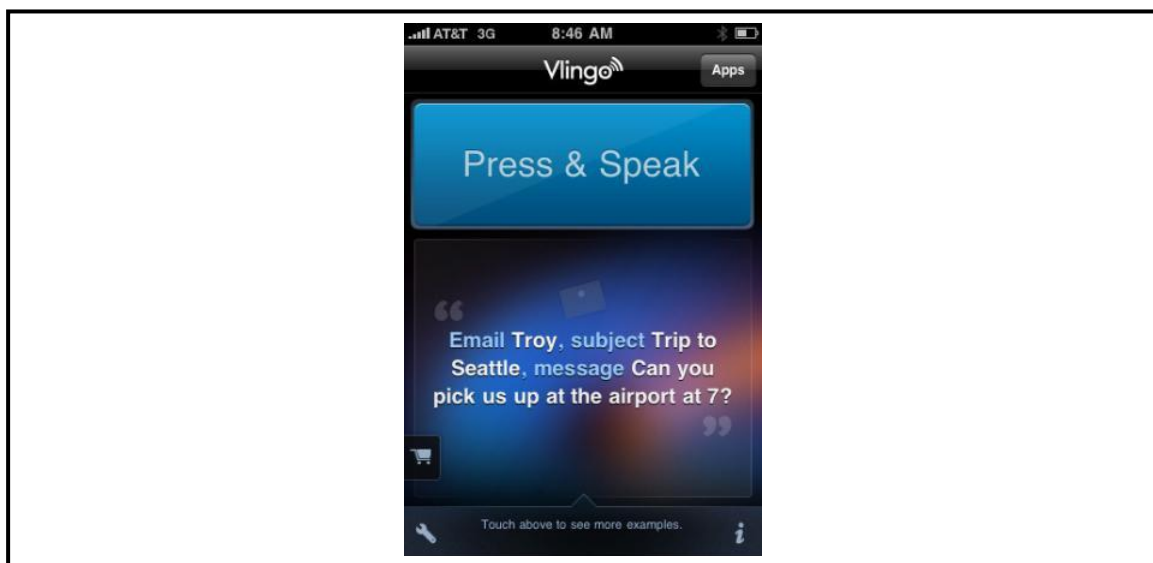 AT&T 3G 8:46 AM
Vlingo Apps
Press & Speak
“
Email Troy, subject Trip to
Seattle, message Can you
pick us up at the airport at 7?
”
Touch above to see more examples.
i